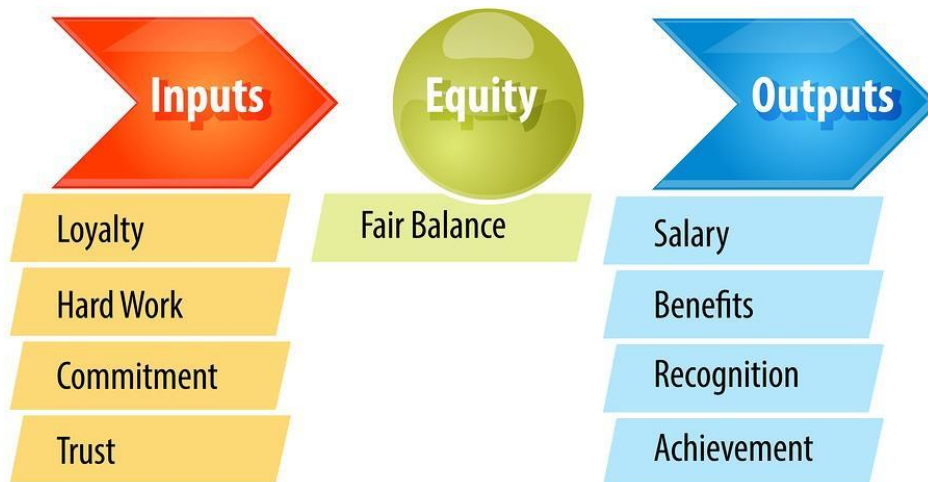 Inputs
Equity
Outputs
Loyalty
Hard Work
Commitment
Trust
Fair Balance
Salary
Benefits
Recognition
Achievement